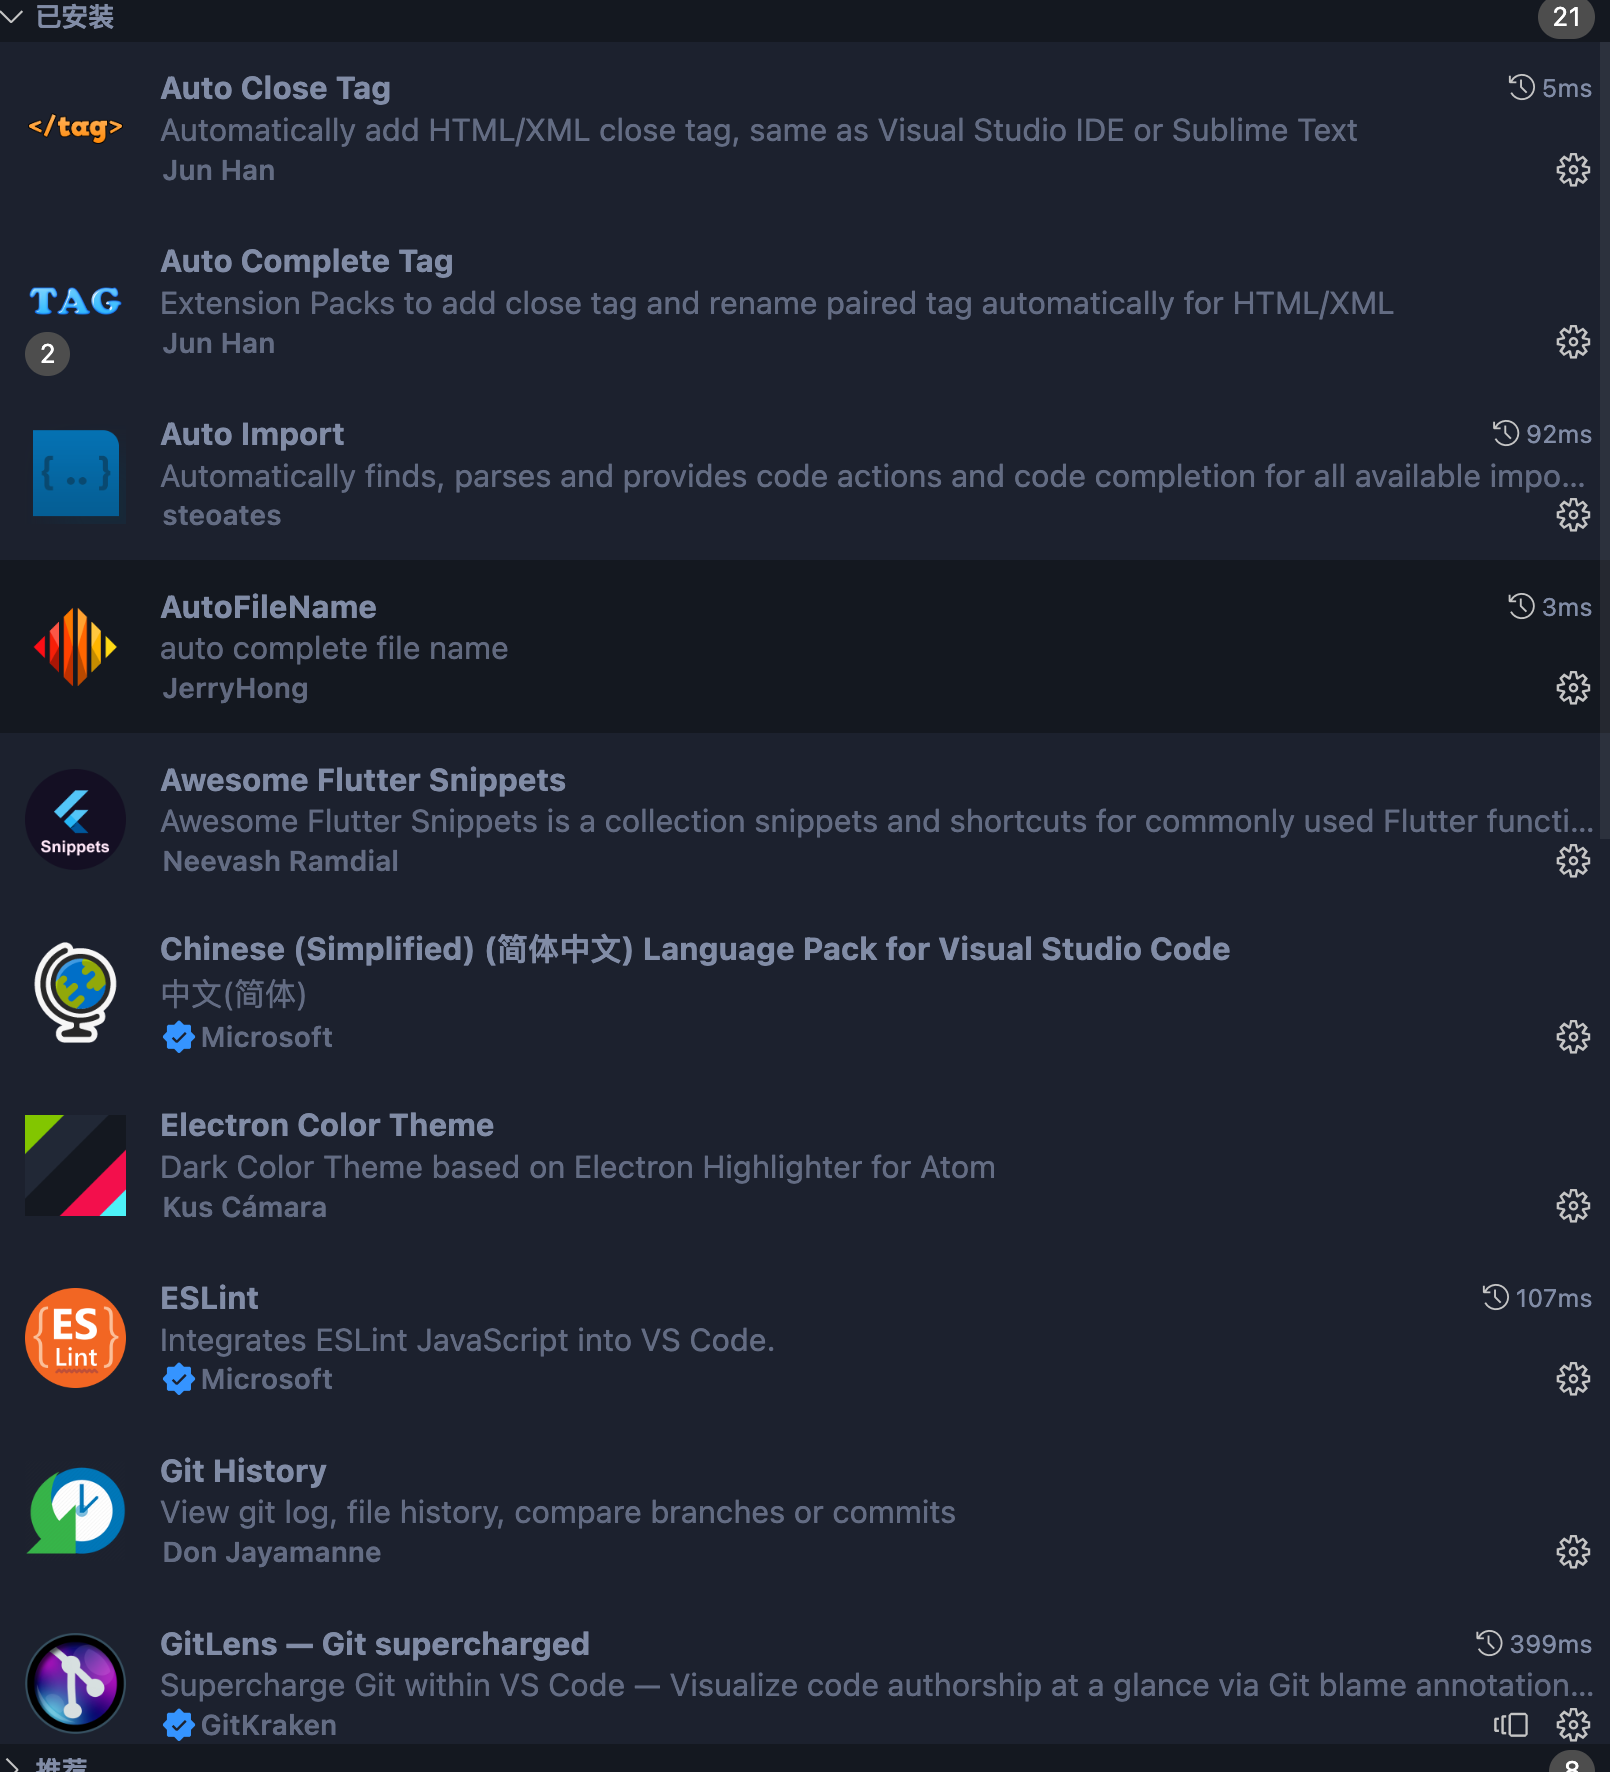 已安装
21
Auto Close Tag
5ms
</tag>
Automatically add HTML/XML close tag, same as Visual Studio IDE or Sublime Text
Jun Han
Auto Complete Tag
TAG
Extension Packs to add close tag and rename paired tag automatically for HTML/XML
Jun Han
2
Auto Import
92ms
{..}
Automatically finds, parses and provides code actions and code completion for all available impo...
steoates
AutoFileName
3ms
auto complete file name
JerryHong
Awesome Flutter Snippets
Awesome Flutter Snippets is a collection snippets and shortcuts for commonly used Flutter functi...
Snippets
Neevash Ramdial
Chinese (Simplified) (简体中文) Language Pack for Visual Studio Code
中文(简体)
Microsoft
Electron Color Theme
Dark Color Theme based on Electron Highlighter for Atom
Kus Cámara
ESLint
107ms
{ES
Lint}
Integrates ESLint JavaScript into VS Code.
Microsoft
Git History
View git log, file history, compare branches or commits
Don Jayamanne
GitLens — Git supercharged
399ms
Supercharge Git within VS Code — Visualize code authorship at a glance via Git blame annotation...
GitKraken
推荐
8